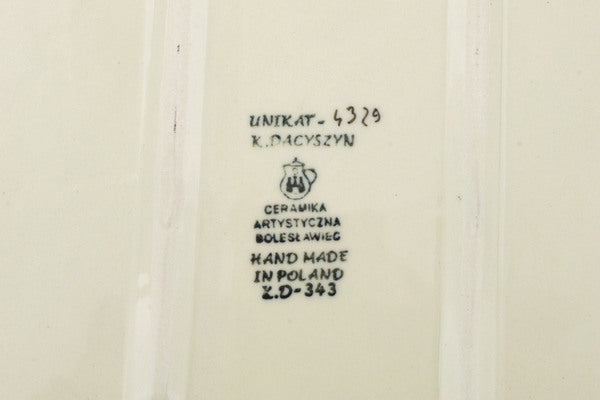 UNIKAT - 4329
K. DACYSZYN
CERAMIKA
ARTYSTYCZNA
BOLESŁAWIEC
HAND MADE
IN POLAND
Z.D-343